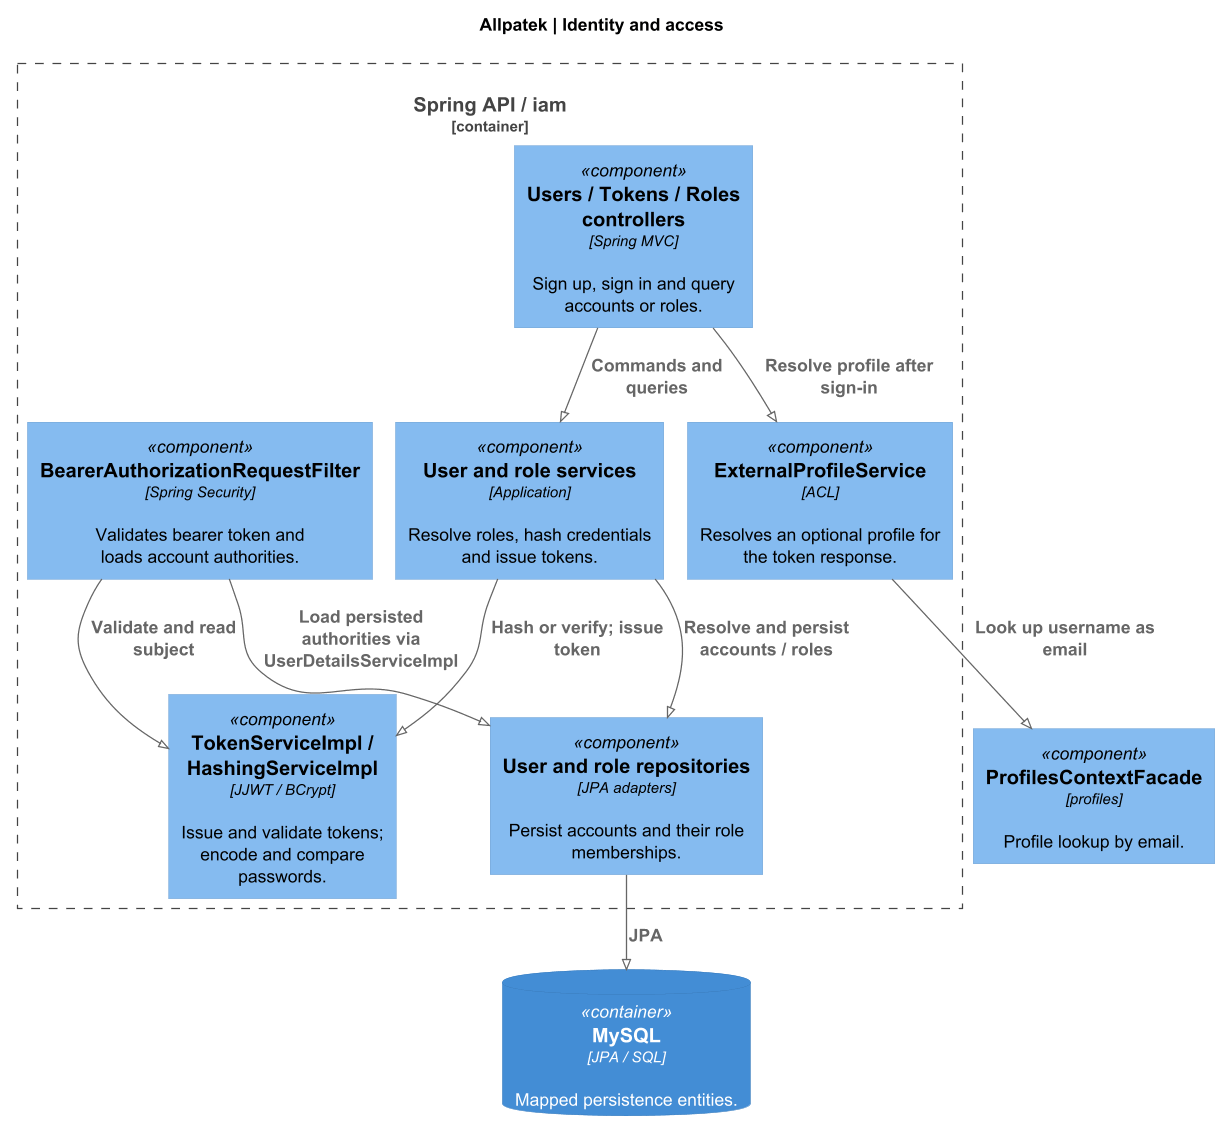 Allpatek | Identity and access
Spring API / iam
[container]
«component»
Users / Tokens / Roles
controllers
[Spring MVC]
Sign up, sign in and query
accounts or roles.
Commands and
queries
Resolve profile after
sign-in
«component»
BearerAuthorizationRequestFilter
[Spring Security]
Validates bearer token and
loads account authorities.
«component»
User and role services
[Application]
Resolve roles, hash credentials
and issue tokens.
«component»
ExternalProfileService
[ACL]
Resolves an optional profile for
the token response.
Validate and read
subject
Load persisted
authorities via
UserDetailsServiceImpl
Hash or verify; issue
token
Resolve and persist
accounts / roles
Look up username as
email
«component»
TokenServiceImpl /
HashingServiceImpl
[JJWT / BCrypt]
Issue and validate tokens;
encode and compare
passwords.
«component»
User and role repositories
[JPA adapters]
Persist accounts and their role
memberships.
«component»
ProfilesContextFacade
[profiles]
Profile lookup by email.
JPA
«container»
MySQL
[JPA / SQL]
Mapped persistence entities.